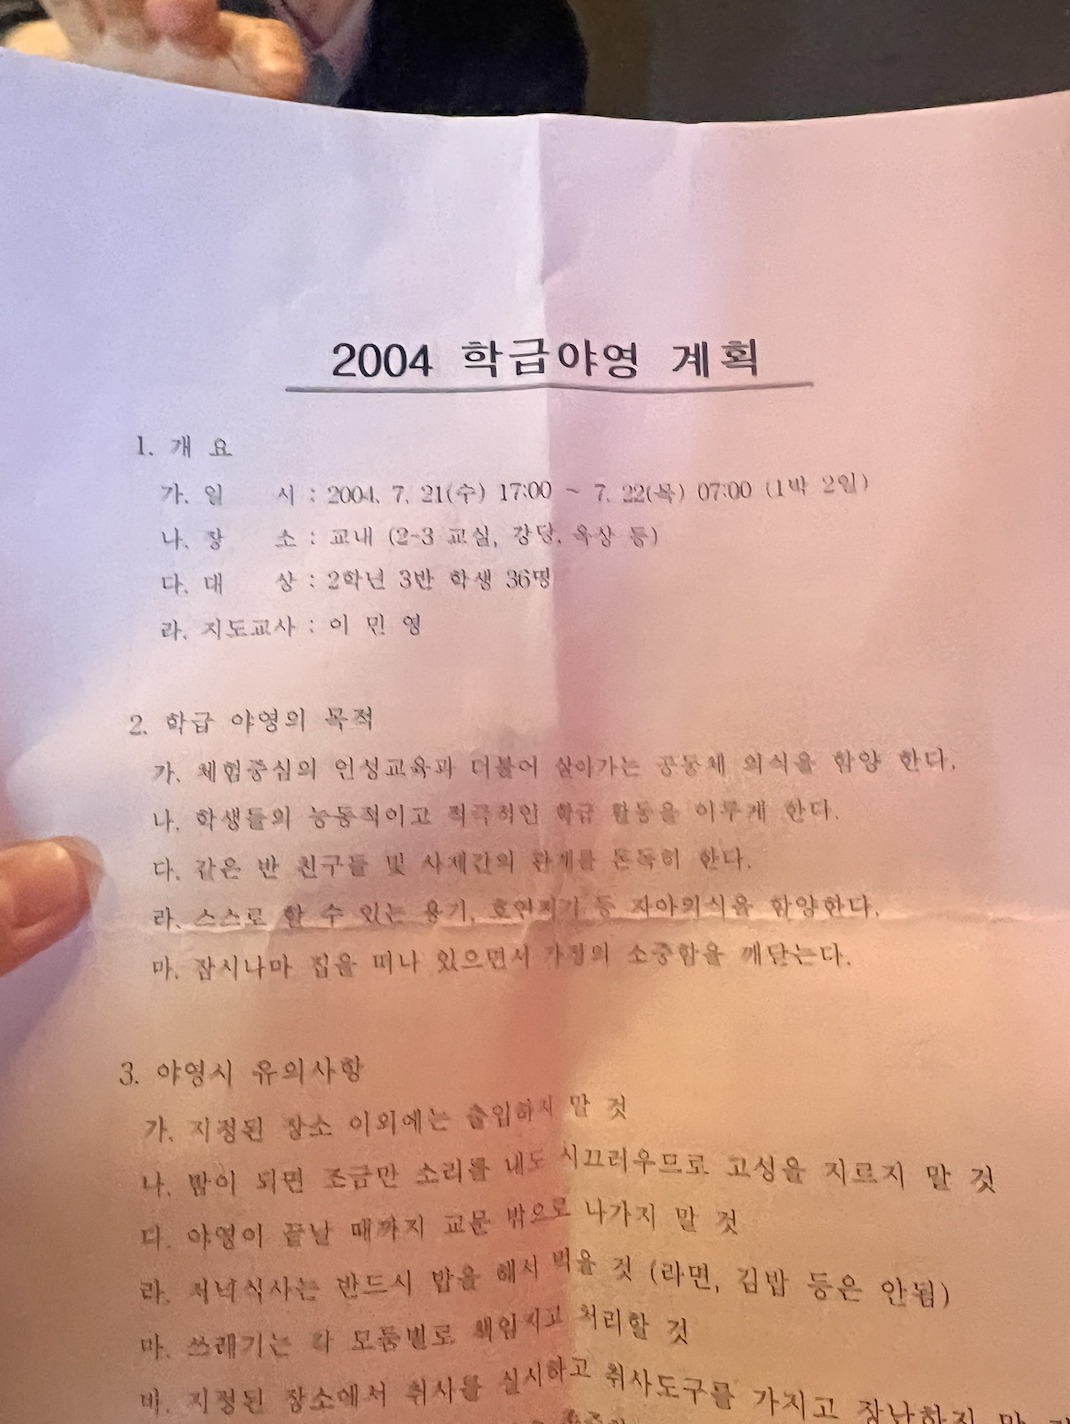 2004 학급야영 계획
1. 개 요
가. 일 시 : 2004. 7. 21(수) 17:00 ~ 7. 22(목) 07:00 (1박 2일)
나. 장 소 : 교내 (2-3 교실, 강당, 옥상 등)
다. 대 상 : 2학년 3반 학생 36명
라. 지도교사 : 이 민 영
2. 학급 야영의 목적
가. 체험중심의 인성교육과 더불어 살아가는 공동체 의식을 함양 한다.
나. 학생들의 능동적이고 적극적인 학급 활동을 이루게 한다.
다. 같은 반 친구들 및 사제간의 관계를 돈독히 한다.
라. 스스로 할 수 있는 용기, 호연지기 등 자아의식을 함양한다.
마. 잠시나마 집을 떠나 있으면서 가정의 소중함을 깨닫는다.
3. 야영시 유의사항
가. 지정된 장소 이외에는 출입하지 말 것
나. 밤이 되면 조금만 소리를 내도 시끄러우므로 고성을 지르지 말 것
다. 야영이 끝날 때까지 교문 밖으로 나가지 말 것
라. 저녁식사는 반드시 밥을 해서 먹을 것 (라면, 김밥 등은 안됨)
마. 쓰레기는 각 모둠별로 책임지고 처리할 것
바. 지정된 장소에서 취사를 실시하고 취사도구를 가지고 장난하지 말